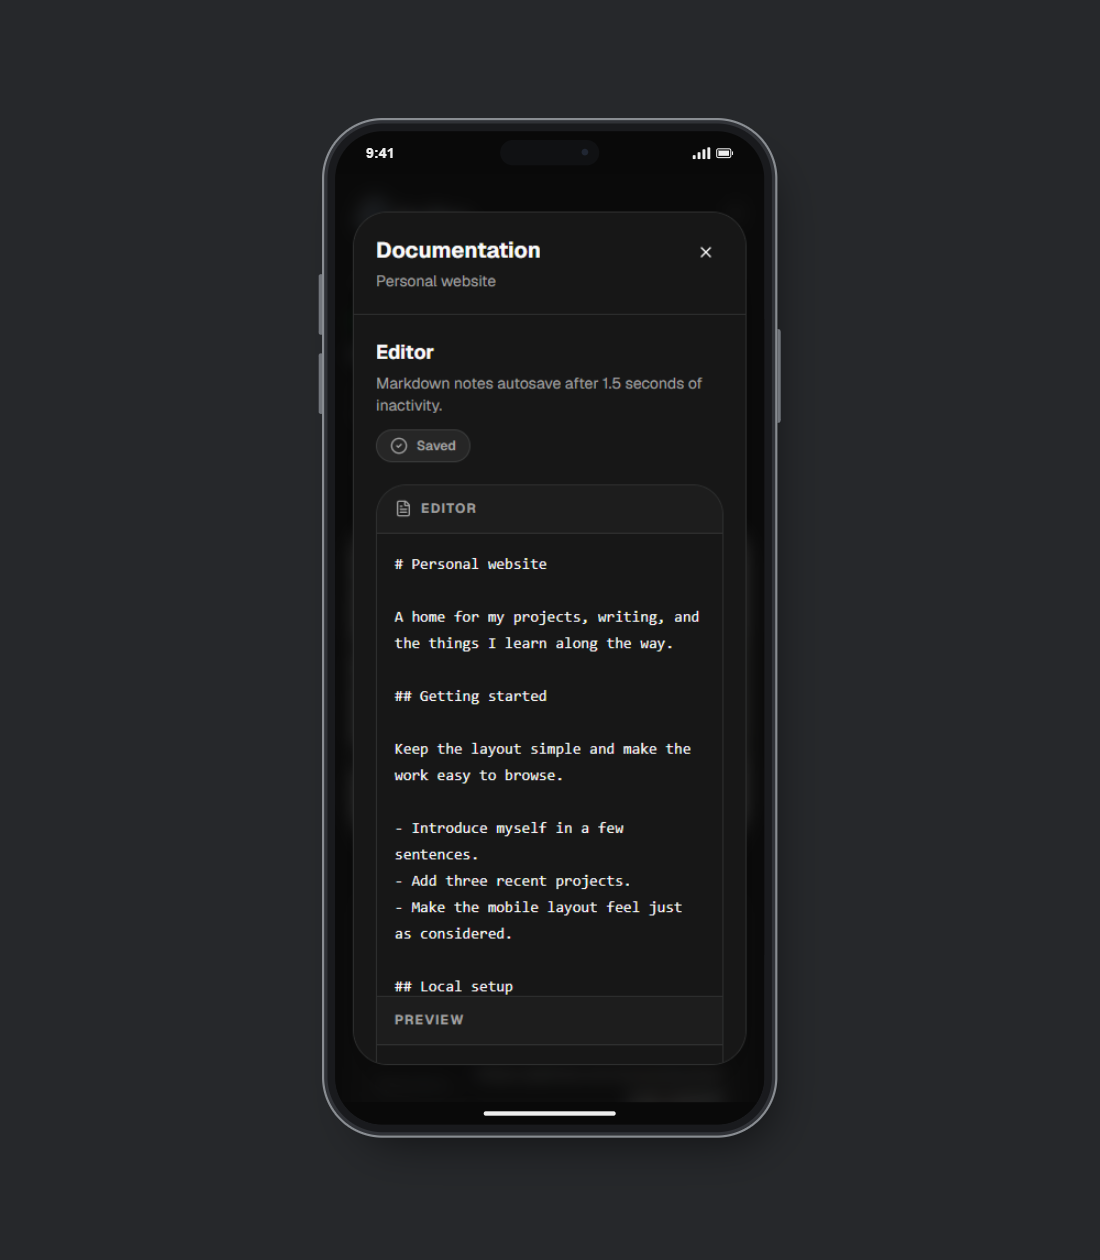 9:41
Documentation
Personal website
Editor
Markdown notes autosave after 1.5 seconds of
inactivity.
Saved
EDITOR
# Personal website
A home for my projects, writing, and
the things I learn along the way.
## Getting started
Keep the layout simple and make the
work easy to browse.
- Introduce myself in a few
sentences.
- Add three recent projects.
- Make the mobile layout feel just
as considered.
## Local setup
PREVIEW